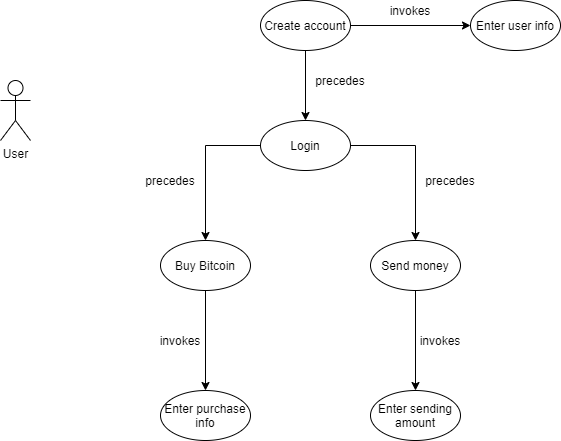 invokes
Create account
Enter user info
precedes
User
Login
precedes
precedes
Buy Bitcoin
Send money
invokes
invokes
Enter purchase
info
Enter sending
amount